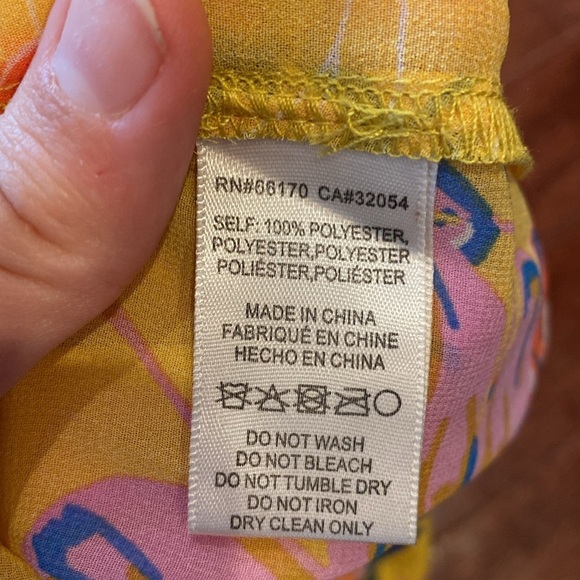 RN#66170 CA#32054
SELF: 100% POLYESTER,
POLYESTER,POLYESTER
POLIÉSTER,POLIÉSTER
MADE IN CHINA
FABRIQUÉ EN CHINE
HECHO EN CHINA
DO NOT WASH
DO NOT BLEACH
DO NOT TUMBLE DRY
DO NOT IRON
DRY CLEAN ONLY